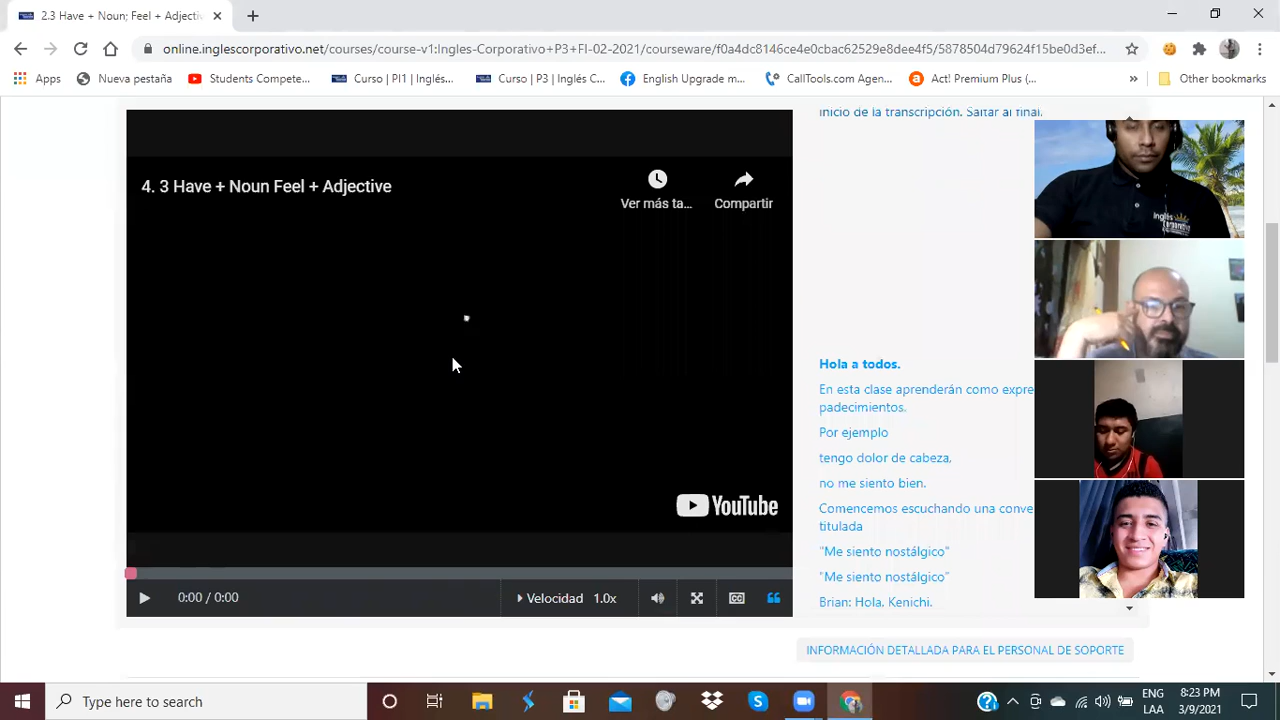 2.3 Have + Noun; Feel + Adjectiv
online.inglescorporativo.net/courses/course-v1:Ingles-Corporativo+P3+FI-02-2021/courseware/f0a4dc8146ce4e0cbac62529e8dee4f5/5878504d79624f15be0d3ef...
Apps
Nueva pestaña
Students Compete...
Curso | PI1 | Inglés...
Curso | P3 | Inglés C...
English Upgrade m...
CallTools.com Agen...
Act! Premium Plus (...
»
Other bookmarks
inicio de la transcripción. Saltar al final.
4. 3 Have + Noun Feel + Adjective
Ver más ta...
Compartir
Inglés
Corporativo
Hola a todos.
En esta clase aprenderán como expre
padecimientos.
Por ejemplo
tengo dolor de cabeza,
no me siento bien.
Comencemos escuchando una conve
titulada
"Me siento nostálgico"
"Me siento nostálgico"
Brian: Hola, Kenichi.
YouTube
0:00 / 0:00
Velocidad 1.0x
INFORMACIÓN DETALLADA PARA EL PERSONAL DE SOPORTE
Type here to search
ENG
LAA
8:23 PM
3/9/2021